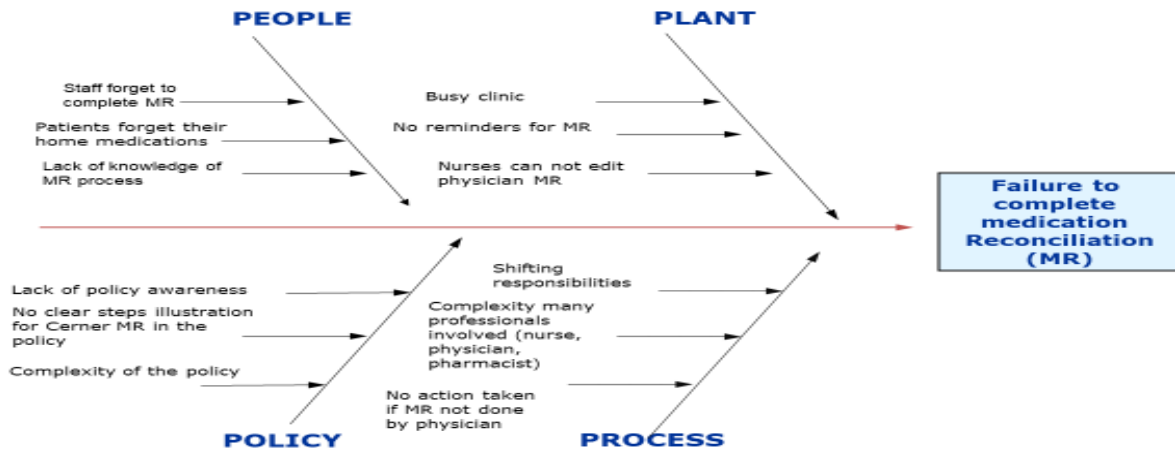 PEOPLE
PLANT
Staff forget to
complete MR
Patients forget their
home medications
Lack of knowledge of
MR process
Busy clinic
No reminders for MR
Nurses can not edit
physician MR
Failure to
complete
medication
Reconciliation
(MR)
Lack of policy awareness
No clear steps illustration
for Cerner MR in the
policy
Complexity of the policy
Shifting
responsibilities
Complexity many
professionals
involved (nurse,
physician,
pharmacist)
No action taken
if MR not done
by physician
POLICY
PROCESS